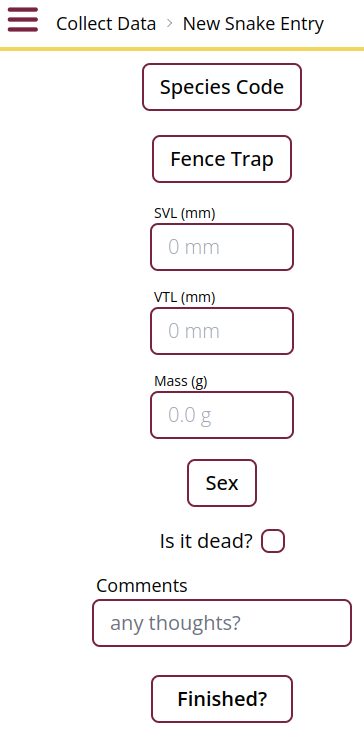 Collect Data > New Snake Entry
Species Code
Fence Trap
SVL (mm)
0 mm
VTL (mm)
0 mm
Mass (g)
0.0 g
Sex
Is it dead?
Comments
any thoughts?
Finished?